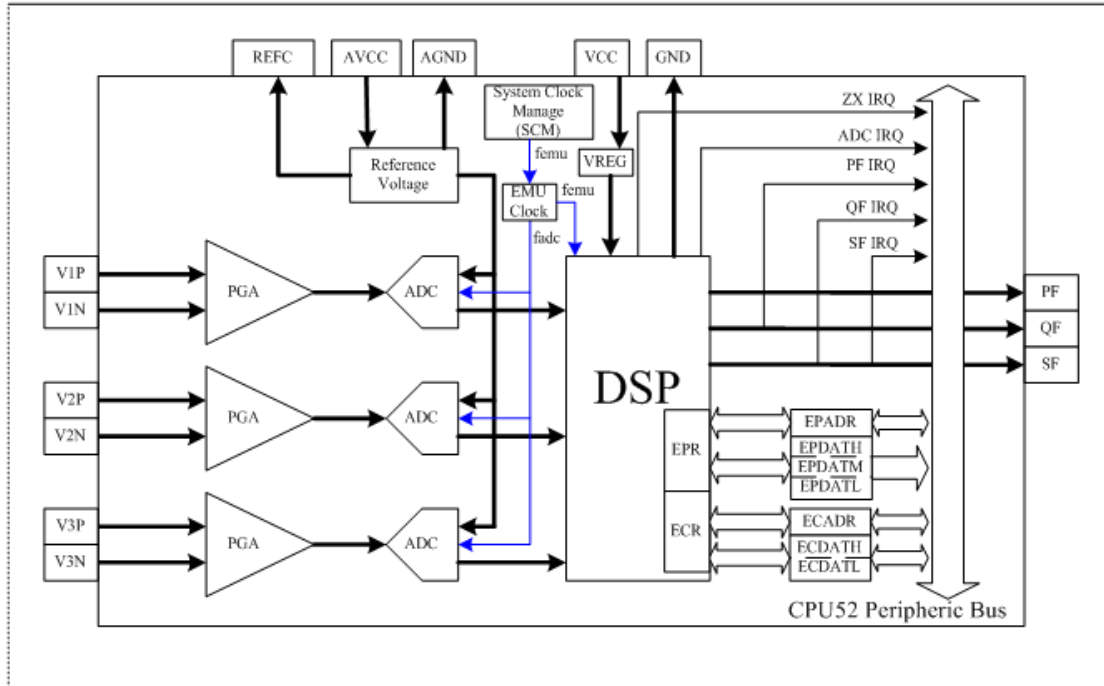 REFC
AVCC
AGND
VCC
GND
System Clock
Manage
(SCM)
ZX IRQ
ADC IRQ
PF IRQ
QF IRQ
SF IRQ
femu
VREG
Reference
Voltage
EMU
Clock
femu
fadc
V1P
V1N
PGA
ADC
PF
QF
SF
V2P
V2N
PGA
ADC
DSP
EPR
EPADR
EPDATH
EPDATM
EPDATL
V3P
V3N
PGA
ADC
ECR
ECADR
ECDATH
ECDATL
CPU52 Peripheric Bus